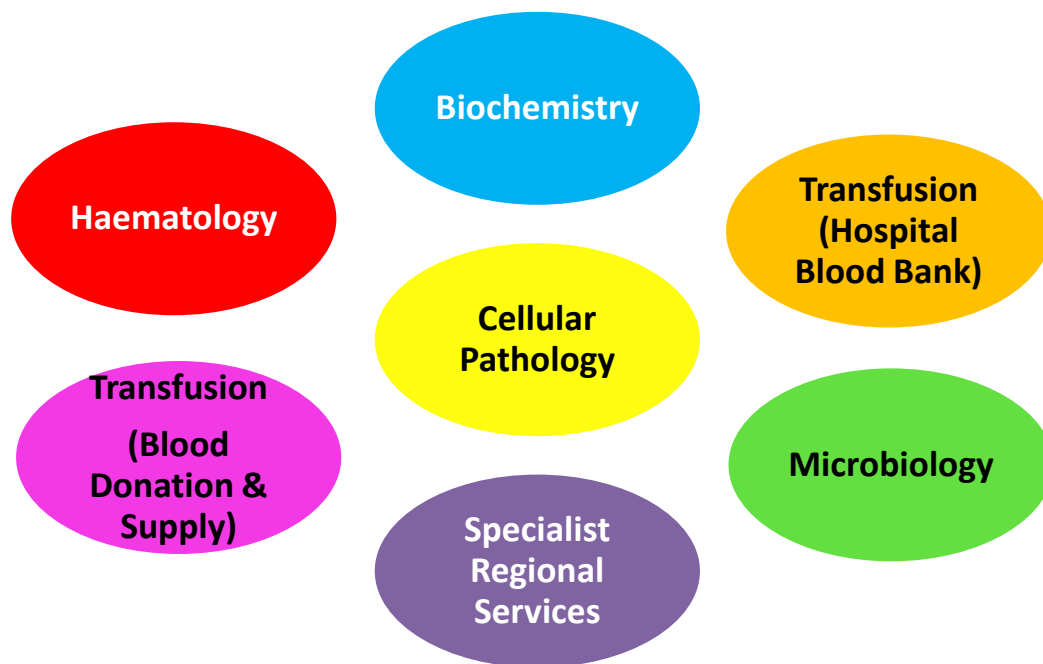 Biochemistry
Haematology
Transfusion
(Hospital
Blood Bank)
Cellular
Pathology
Transfusion
(Blood
Donation &
Supply)
Microbiology
Specialist
Regional
Services